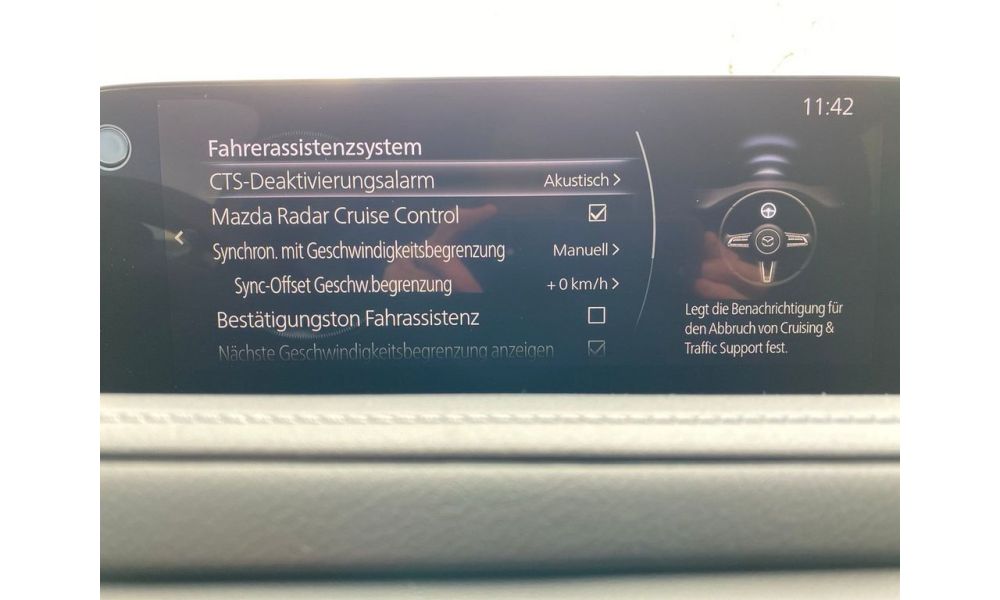 11:42
Fahrerassistenzsystem
CTS-Deaktivierungsalarm Akustisch
Mazda Radar Cruise Control
Synchron. mit Geschwindigkeitsbegrenzung Manuell
Sync-Offset Geschw.begrenzung + 0 km/h
Bestätigungston Fahrassistenz
Nächste Geschwindigkeitsbegrenzung anzeigen
Legt die Benachrichtigung für
den Abbruch von Cruising &
Traffic Support fest.